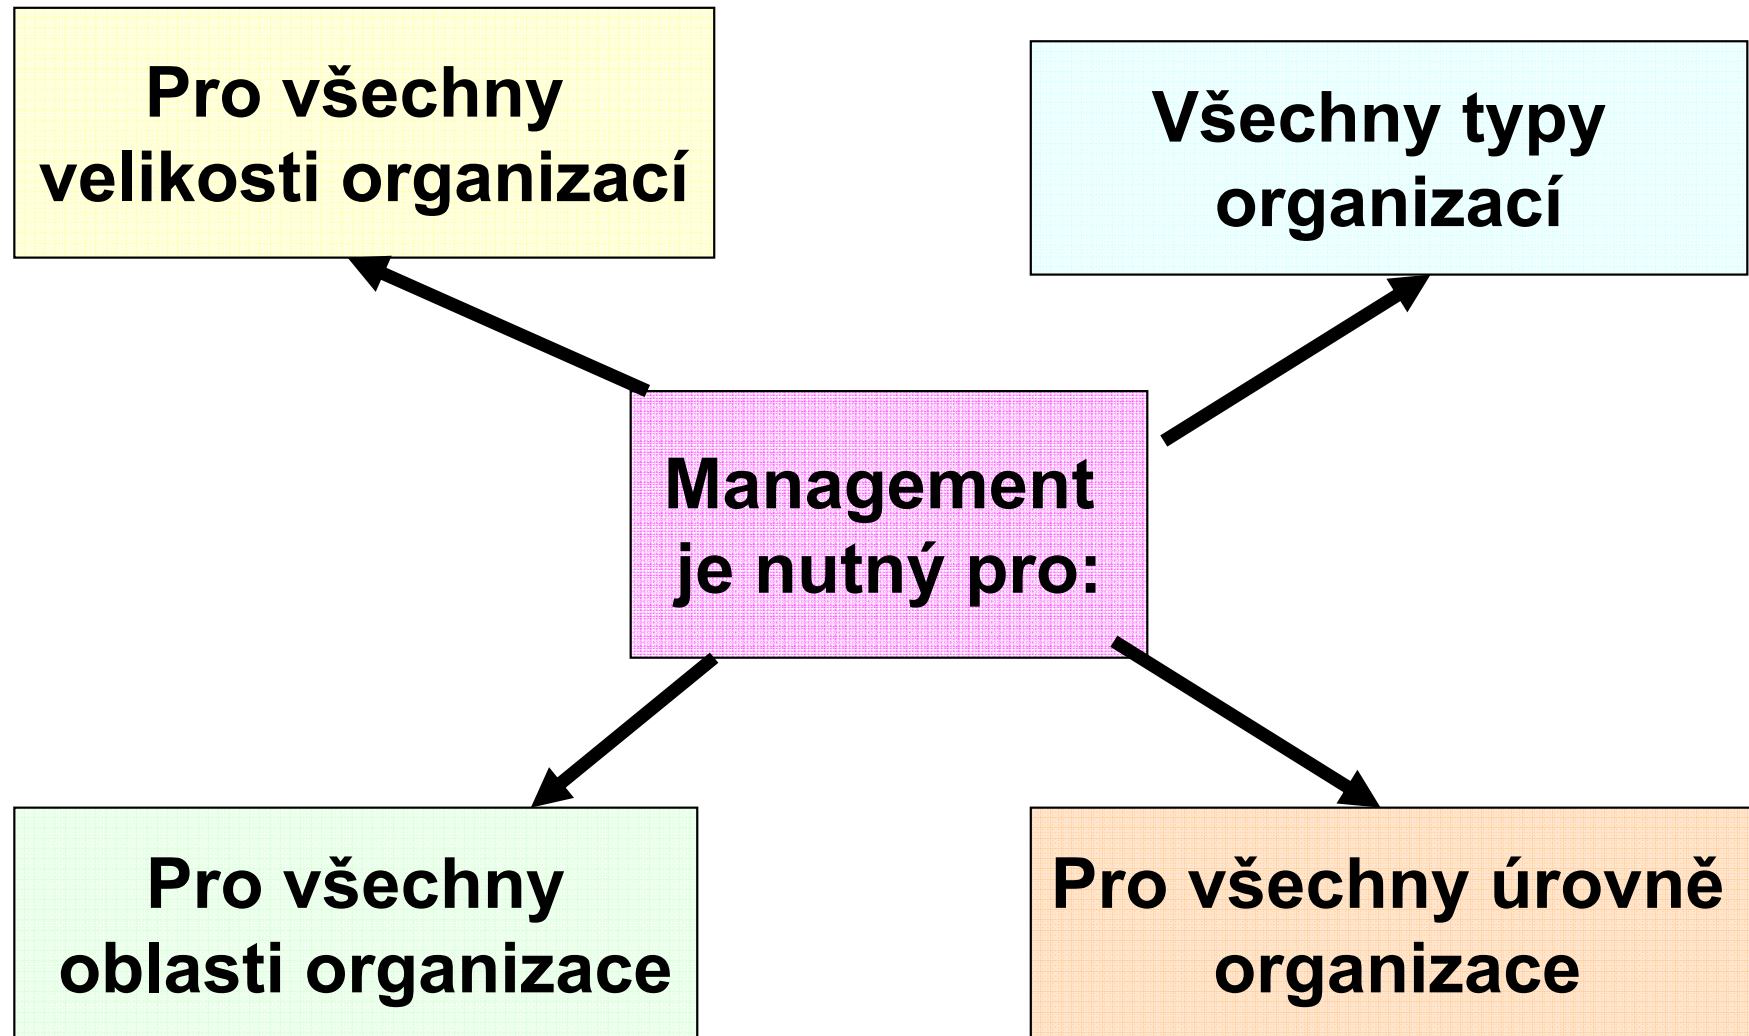 Pro všechny
velikosti organizací
Všechny typy
organizací
Management
je nutný pro:
Pro všechny
oblasti organizace
Pro všechny úrovně
organizace